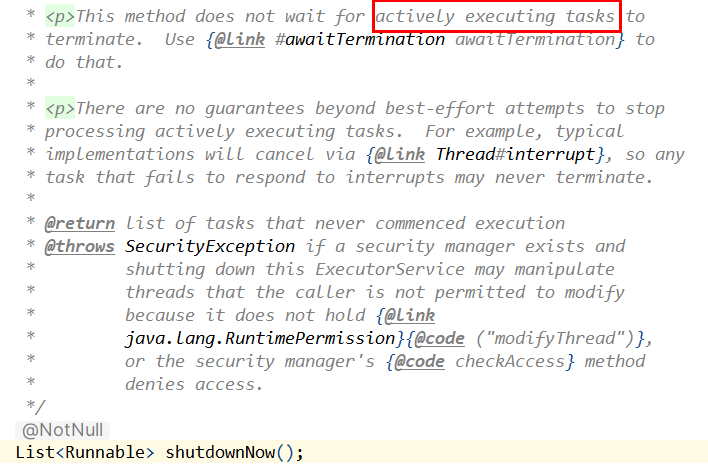 * <p>This method does not wait for actively executing tasks to
* terminate.  Use {@link #awaitTermination awaitTermination} to
* do that.
*
* <p>There are no guarantees beyond best-effort attempts to stop
* processing actively executing tasks.  For example, typical
* implementations will cancel via {@link Thread#interrupt}, so any
* task that fails to respond to interrupts may never terminate.
*
* @return list of tasks that never commenced execution
* @throws SecurityException if a security manager exists and
*         shutting down this ExecutorService may manipulate
*         threads that the caller is not permitted to modify
*         because it does not hold {@link
*         java.lang.RuntimePermission}{@code ("modifyThread")},
*         or the security manager's {@code checkAccess} method
*         denies access.
*/
@NotNull
List<Runnable> shutdownNow();